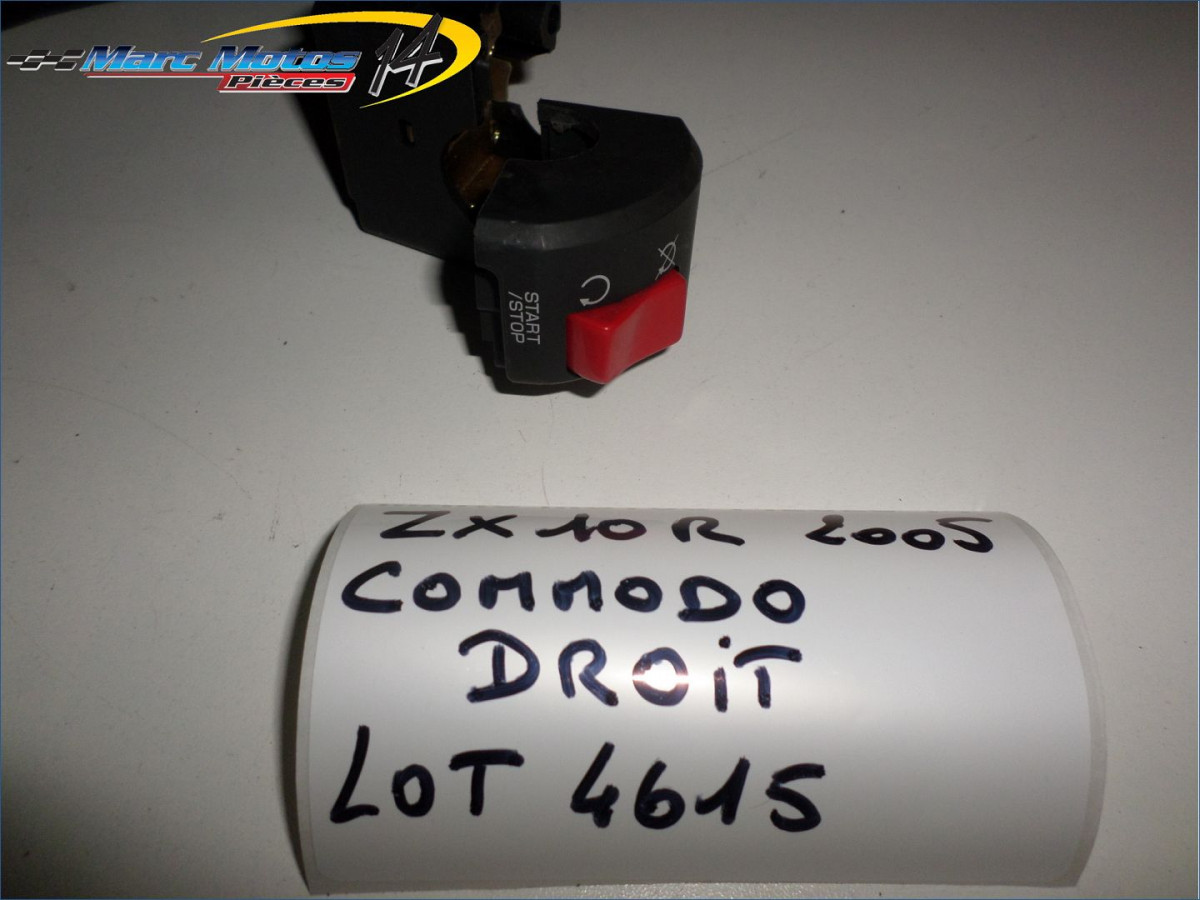 Marc Motos 14
Pièces
START
/STOP
ZX10R 2005
COMMODO
DROiT
LOT 4615